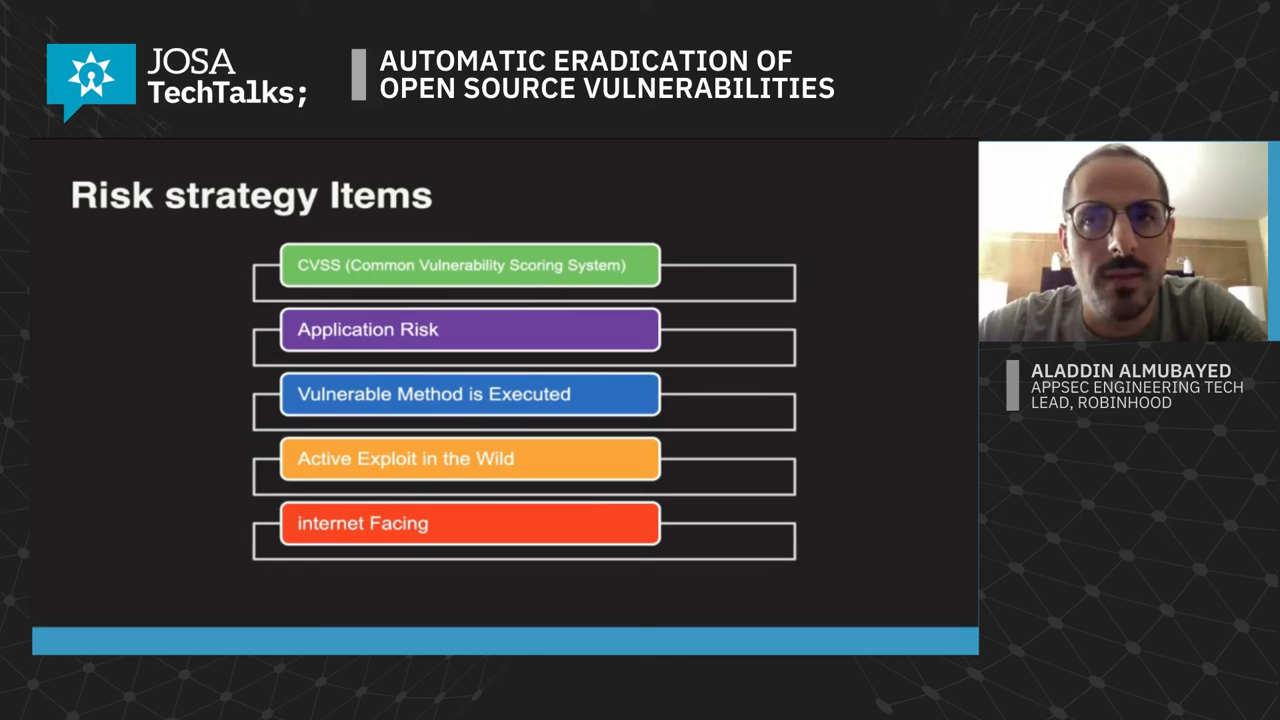 JOSA
TechTalks;
AUTOMATIC ERADICATION OF
OPEN SOURCE VULNERABILITIES
Risk strategy Items
CVSS (Common Vulnerability Scoring System)
Application Risk
Vulnerable Method is Executed
Active Exploit in the Wild
internet Facing
ALADDIN ALMUBAYED
APPSEC ENGINEERING TECH
LEAD, ROBINHOOD